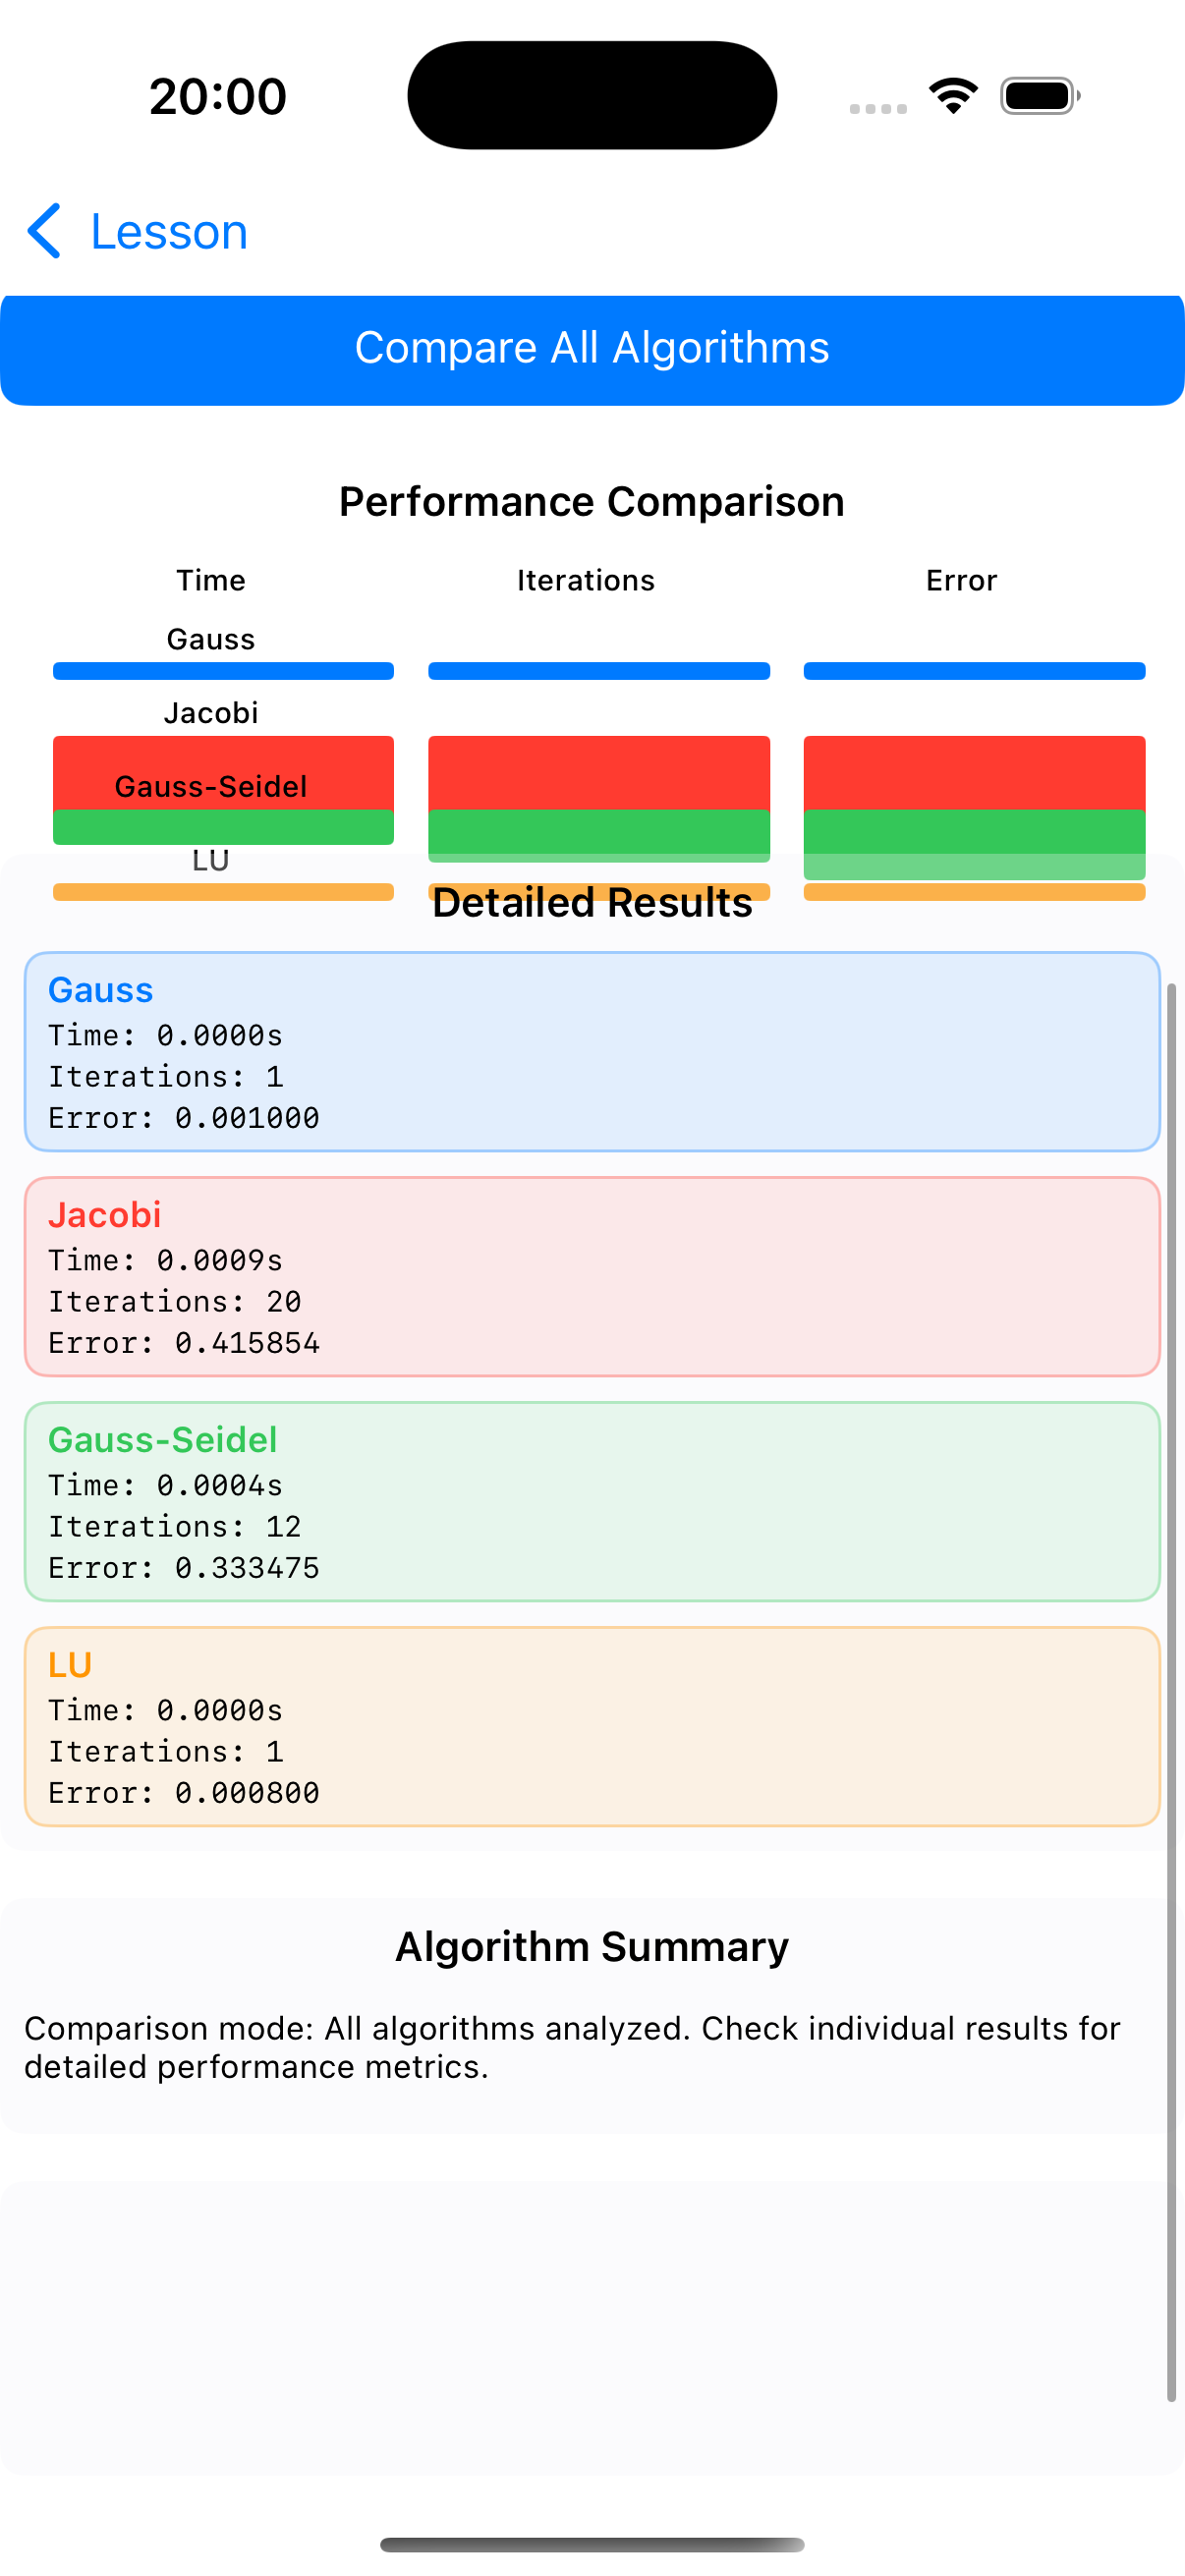 20:00
Lesson
Compare All Algorithms
Performance Comparison
Time Iterations Error
Gauss
Jacobi
Gauss-Seidel
LU
Detailed Results
Gauss
Time: 0.0000s
Iterations: 1
Error: 0.001000
Jacobi
Time: 0.0009s
Iterations: 20
Error: 0.415854
Gauss-Seidel
Time: 0.0004s
Iterations: 12
Error: 0.333475
LU
Time: 0.0000s
Iterations: 1
Error: 0.000800
Algorithm Summary
Comparison mode: All algorithms analyzed. Check individual results for
detailed performance metrics.